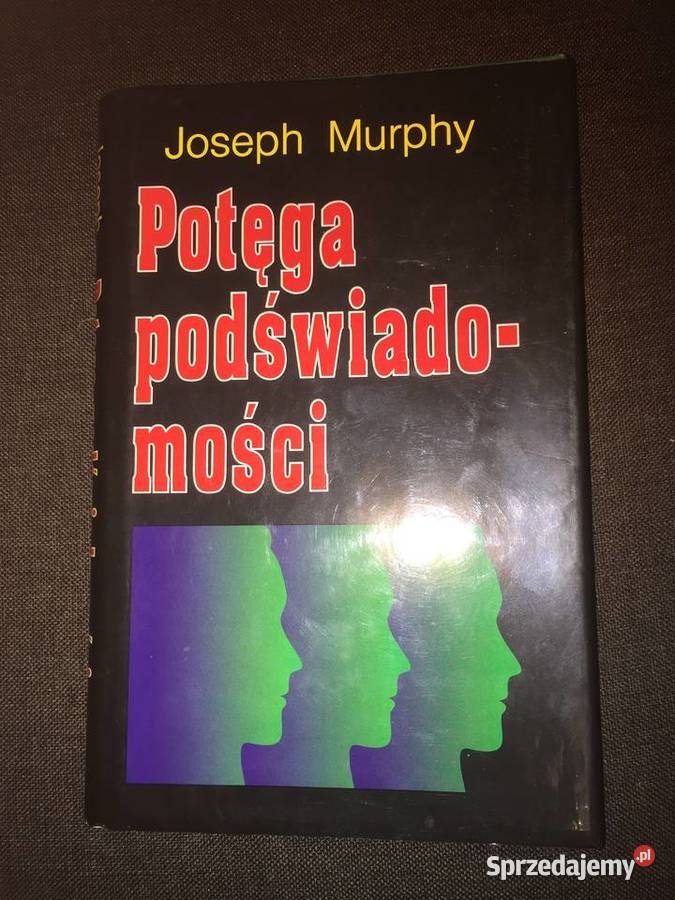 Joseph Murphy
Potęga
podświado-
mości
Sprzedajemy.pl